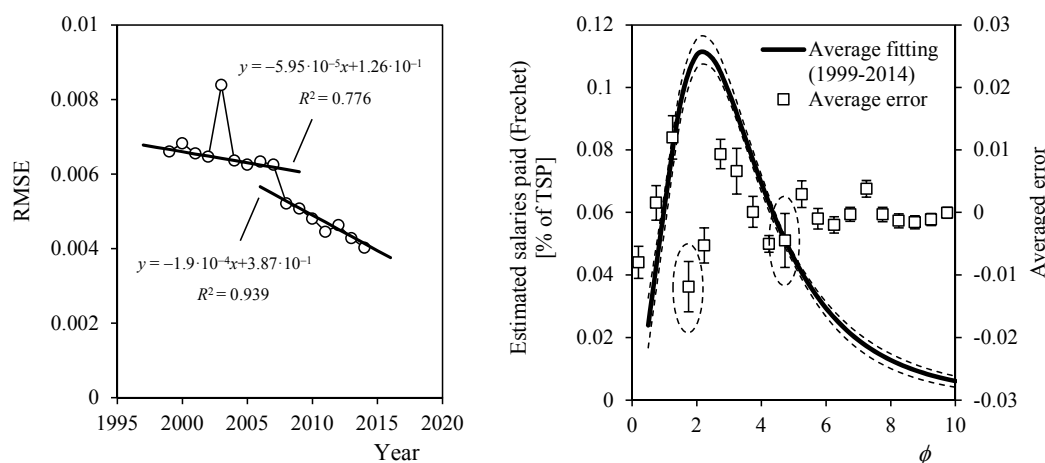 0.01
0.008
0.006
0.004
0.002
0
1995 2000 2005 2010 2015 2020
RMSE
Year
y = −5.95·10⁻⁵x+1.26·10⁻¹
R² = 0.776
y = −1.9·10⁻⁴x+3.87·10⁻¹
R² = 0.939
0.12
0.1
0.08
0.06
0.04
0.02
0
0 2 4 6 8 10
Estimated salaries paid (Frechet)
[% of TSP]
ϕ
Average fitting
(1999-2014)
Average error
0.03
0.02
0.01
0
-0.01
-0.02
-0.03
Averaged error